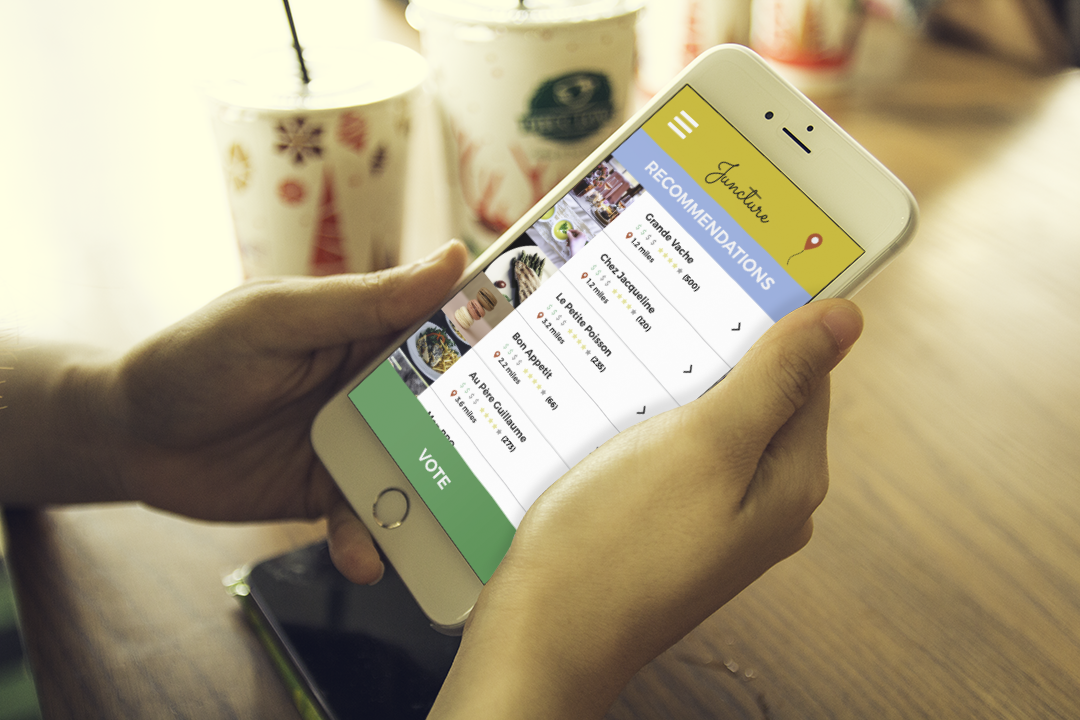 Juncture
RECOMMENDATIONS
Grande Vache
$$$$ ★★★★★ (500)
1.2 miles
Chez Jacqueline
$$$$ ★★★★★ (120)
1.2 miles
Le Petite Poisson
$$$$ ★★★★★ (235)
3.2 miles
Bon Appetit
$$$$ ★★★★★ (66)
2.2 miles
Au Père Guillaume
$$$$ ★★★★★ (273)
3.6 miles
VOTE